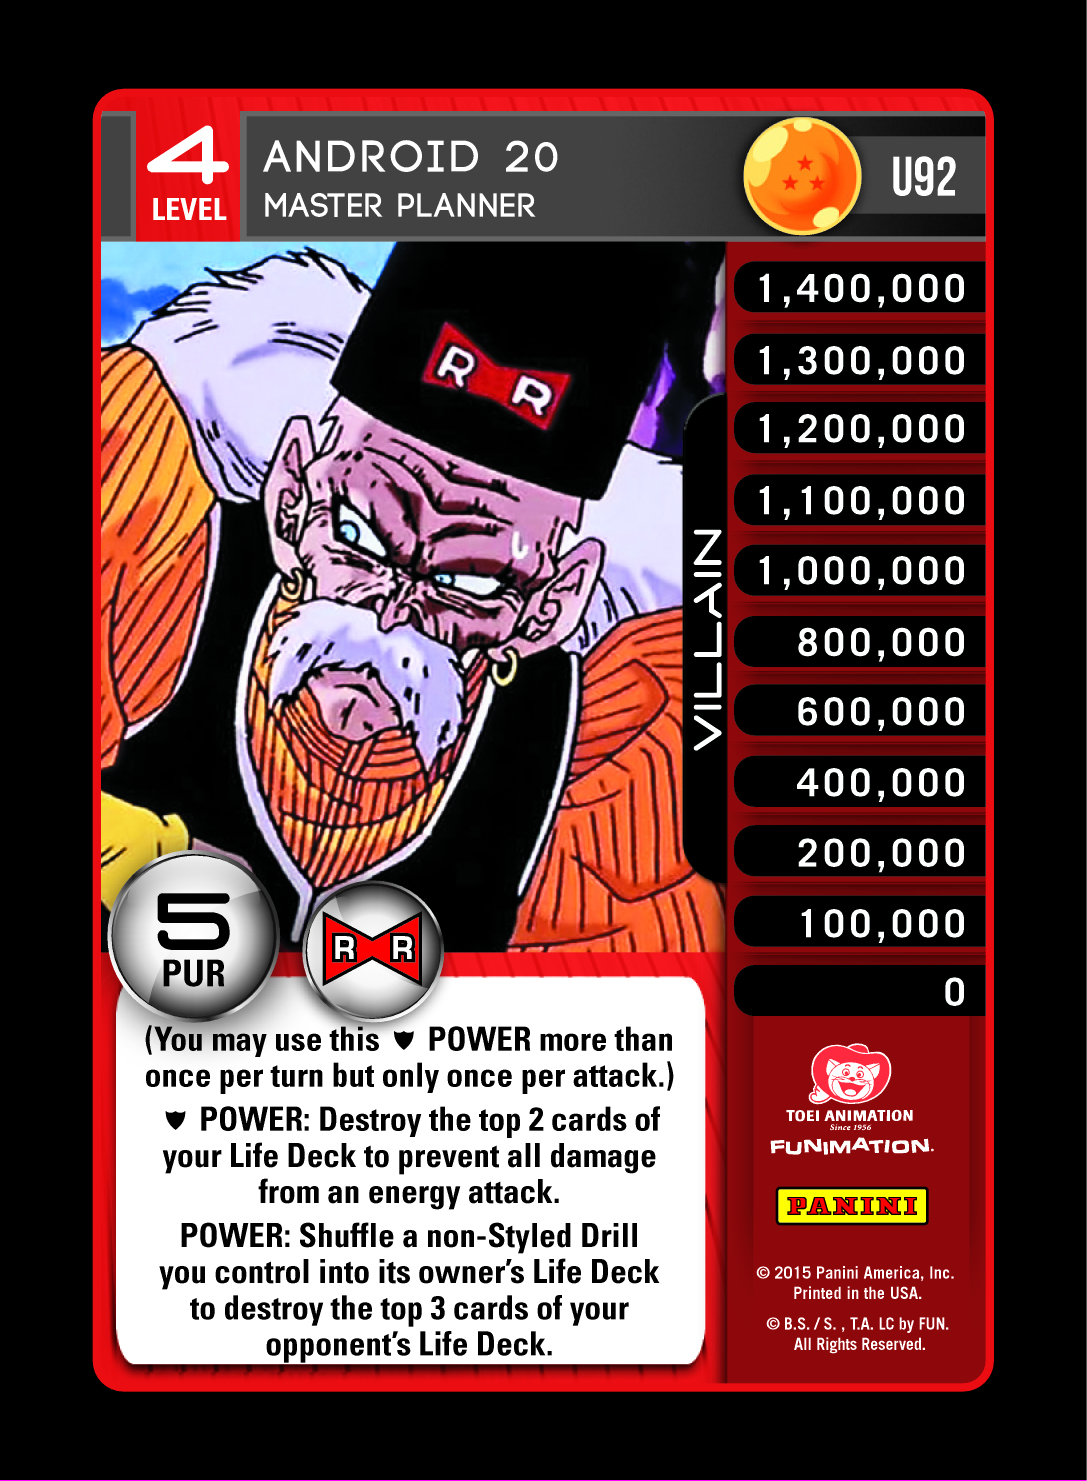 4
LEVEL
ANDROID 20
MASTER PLANNER
U92
R R
VILLAIN
1,400,000
1,300,000
1,200,000
1,100,000
1,000,000
800,000
600,000
400,000
200,000
100,000
0
5
PUR
R R
(You may use this POWER more than
once per turn but only once per attack.)
POWER: Destroy the top 2 cards of
your Life Deck to prevent all damage
from an energy attack.
POWER: Shuffle a non-Styled Drill
you control into its owner's Life Deck
to destroy the top 3 cards of your
opponent's Life Deck.
TOEI ANIMATION
Since 1956
FUNIMATION.
PANINI
© 2015 Panini America, Inc.
Printed in the USA.
© B.S. / S. , T.A. LC by FUN.
All Rights Reserved.